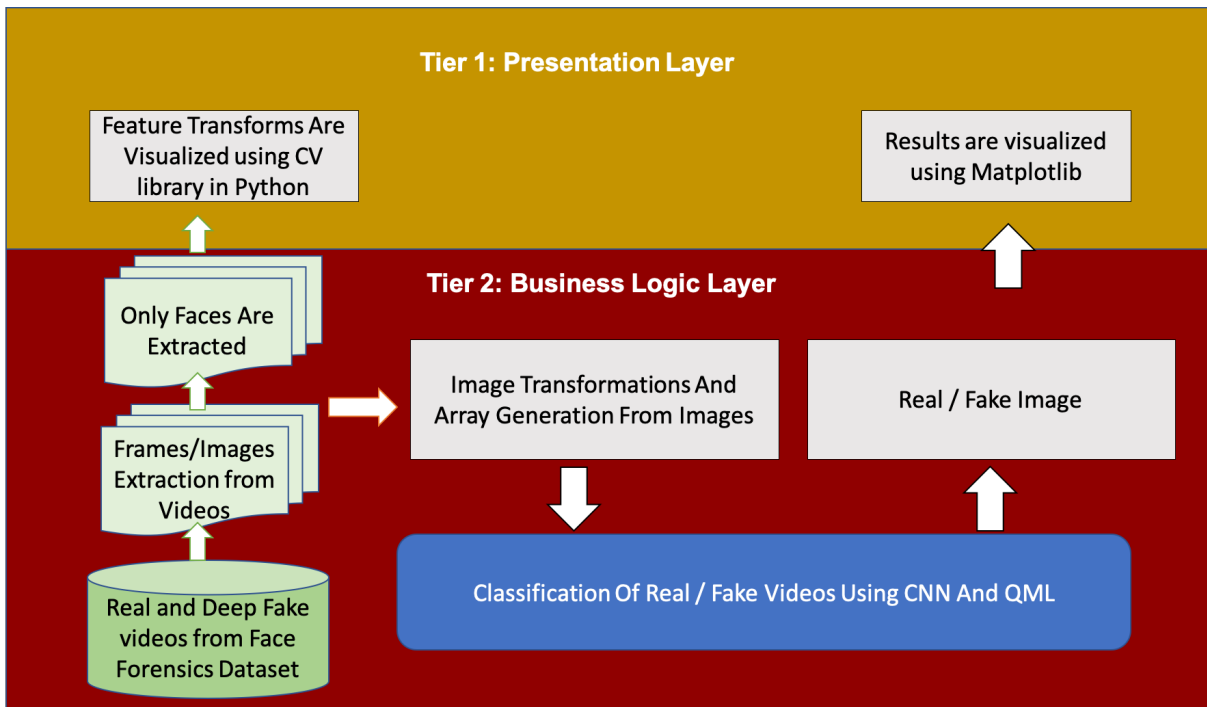 Tier 1: Presentation Layer
Feature Transforms Are
Visualized using CV
library in Python
Results are visualized
using Matplotlib
Tier 2: Business Logic Layer
Only Faces Are
Extracted
Image Transformations And
Array Generation From Images
Real / Fake Image
Frames/Images
Extraction from
Videos
Classification Of Real / Fake Videos Using CNN And QML
Real and Deep Fake
videos from Face
Forensics Dataset